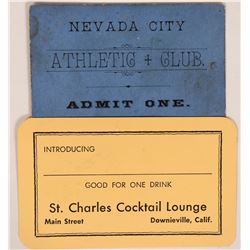 NEVADA CITY
ATHLETIC + CLUB.
ADMIT ONE.
INTRODUCING
GOOD FOR ONE DRINK
St. Charles Cocktail Lounge
Main Street Downieville, Calif.